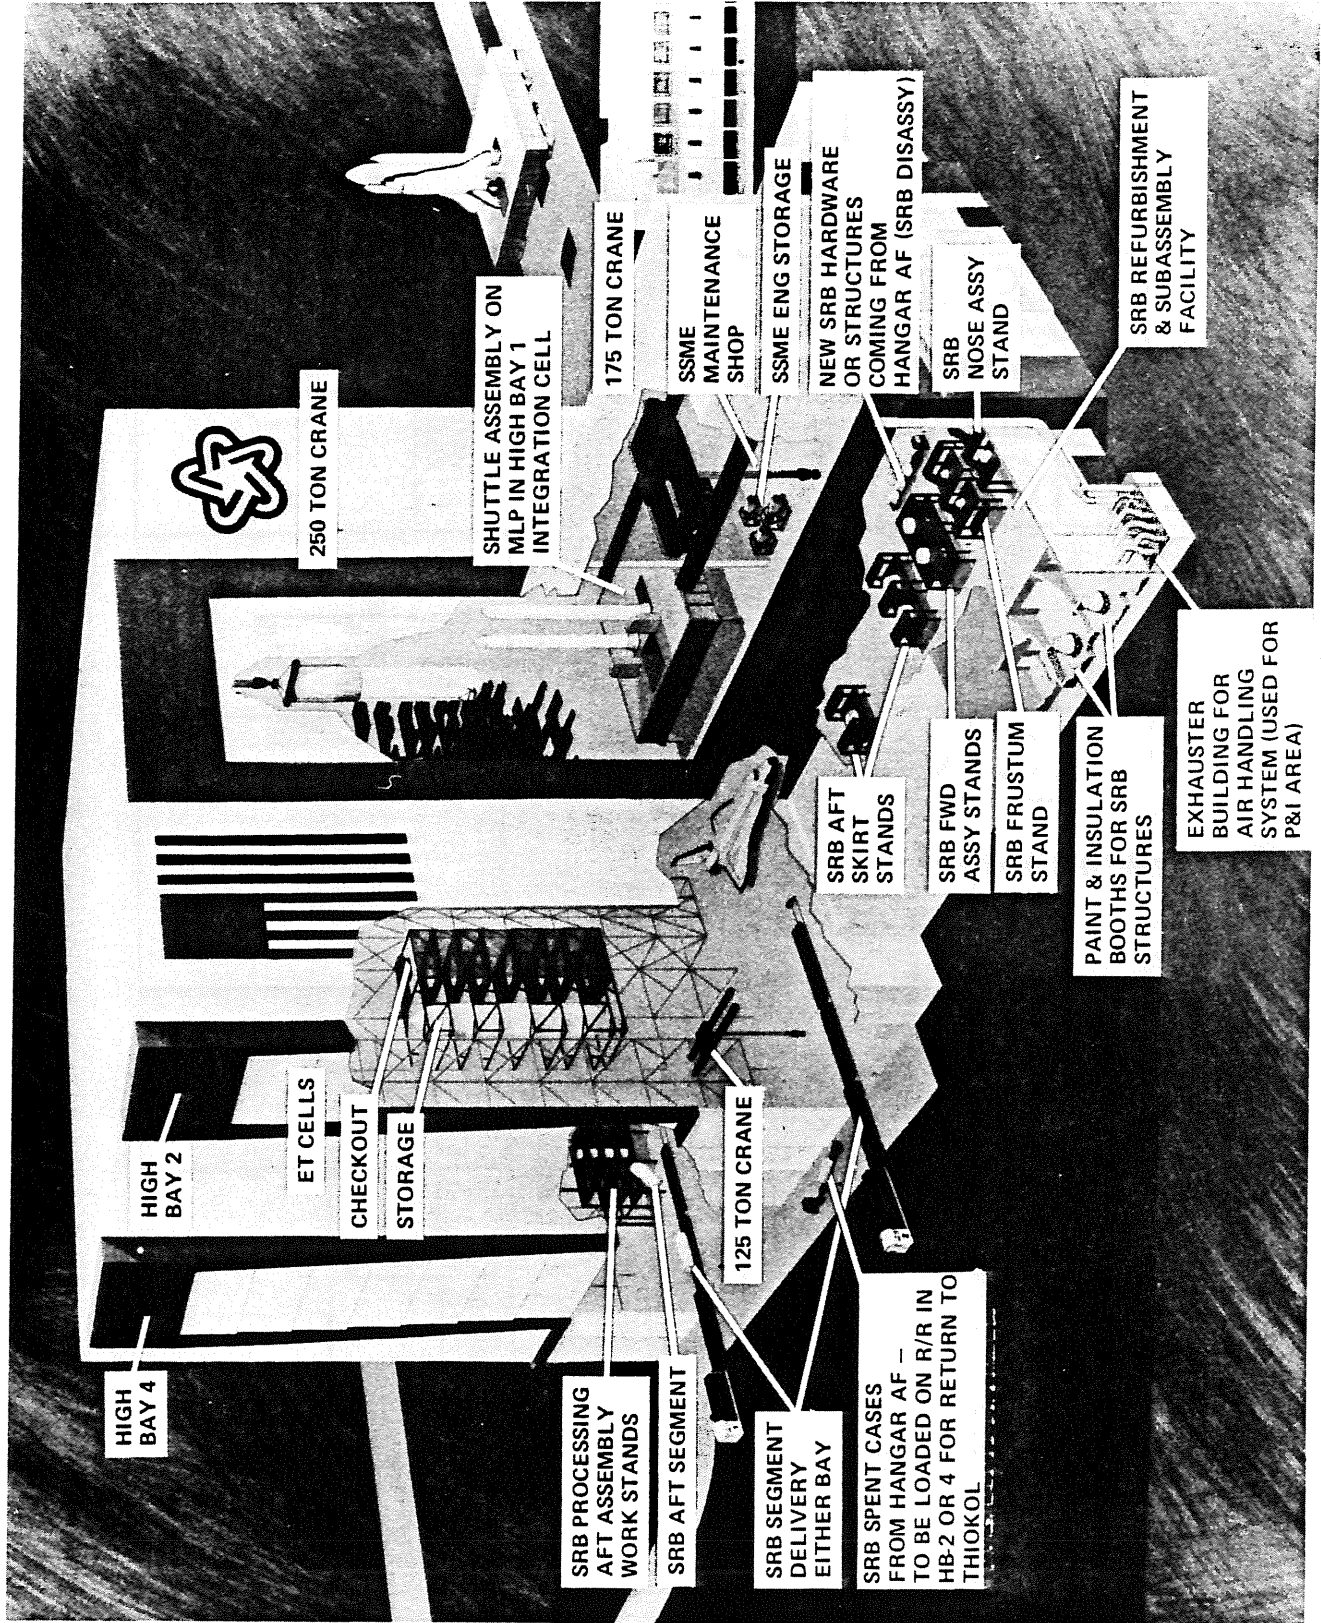 HIGH
BAY 4
HIGH
BAY 2
ET CELLS
CHECKOUT
STORAGE
250 TON CRANE
SHUTTLE ASSEMBLY ON
MLP IN HIGH BAY 1
INTEGRATION CELL
175 TON CRANE
SSME
MAINTENANCE
SHOP
SSME ENG STORAGE
NEW SRB HARDWARE
OR STRUCTURES
COMING FROM
HANGAR AF (SRB DISASSY)
SRB
NOSE ASSY
STAND
SRB REFURBISHMENT
& SUBASSEMBLY
FACILITY
SRB PROCESSING
AFT ASSEMBLY
WORK STANDS
SRB AFT SEGMENT
125 TON CRANE
SRB SEGMENT
DELIVERY
EITHER BAY
SRB SPENT CASES
FROM HANGAR AF –
TO BE LOADED ON R/R IN
HB-2 OR 4 FOR RETURN TO
THIOKOL
SRB AFT
SKIRT
STANDS
SRB FWD
ASSY STANDS
SRB FRUSTUM
STAND
PAINT & INSULATION
BOOTHS FOR SRB
STRUCTURES
EXHAUSTER
BUILDING FOR
AIR HANDLING
SYSTEM (USED FOR
P&I AREA)